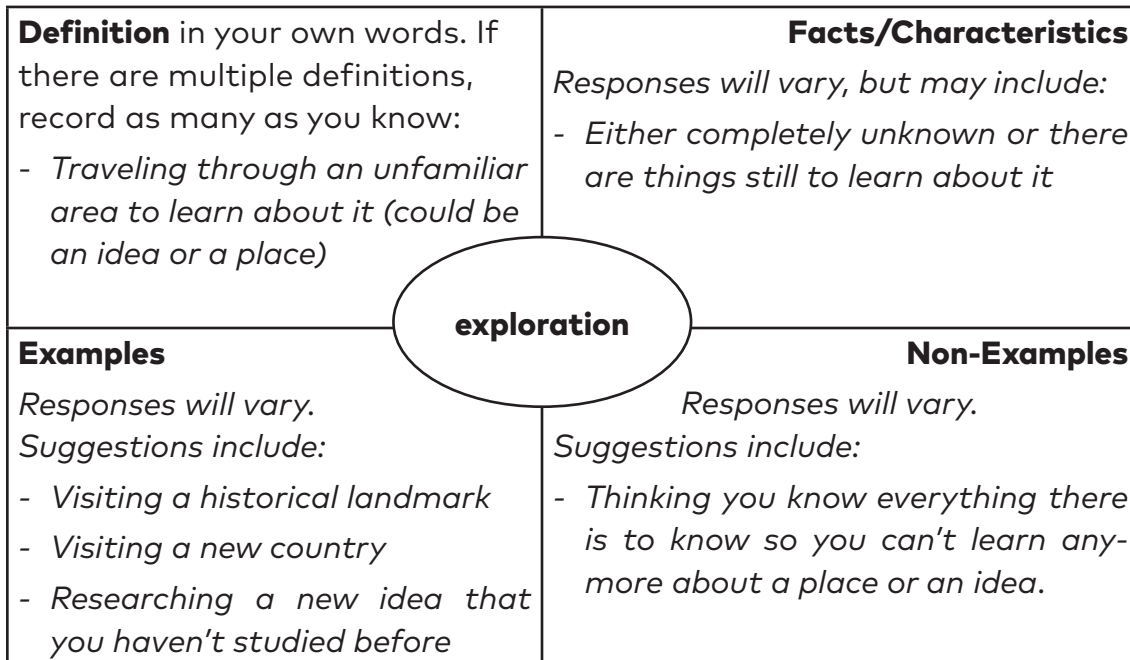 Definition in your own words. If
there are multiple definitions,
record as many as you know:
- Traveling through an unfamiliar
area to learn about it (could be
an idea or a place)
Facts/Characteristics
Responses will vary, but may include:
- Either completely unknown or there
are things still to learn about it
exploration
Examples
Responses will vary.
Suggestions include:
- Visiting a historical landmark
- Visiting a new country
- Researching a new idea that
you haven't studied before
Non-Examples
Responses will vary.
Suggestions include:
- Thinking you know everything there
is to know so you can't learn any-
more about a place or an idea.